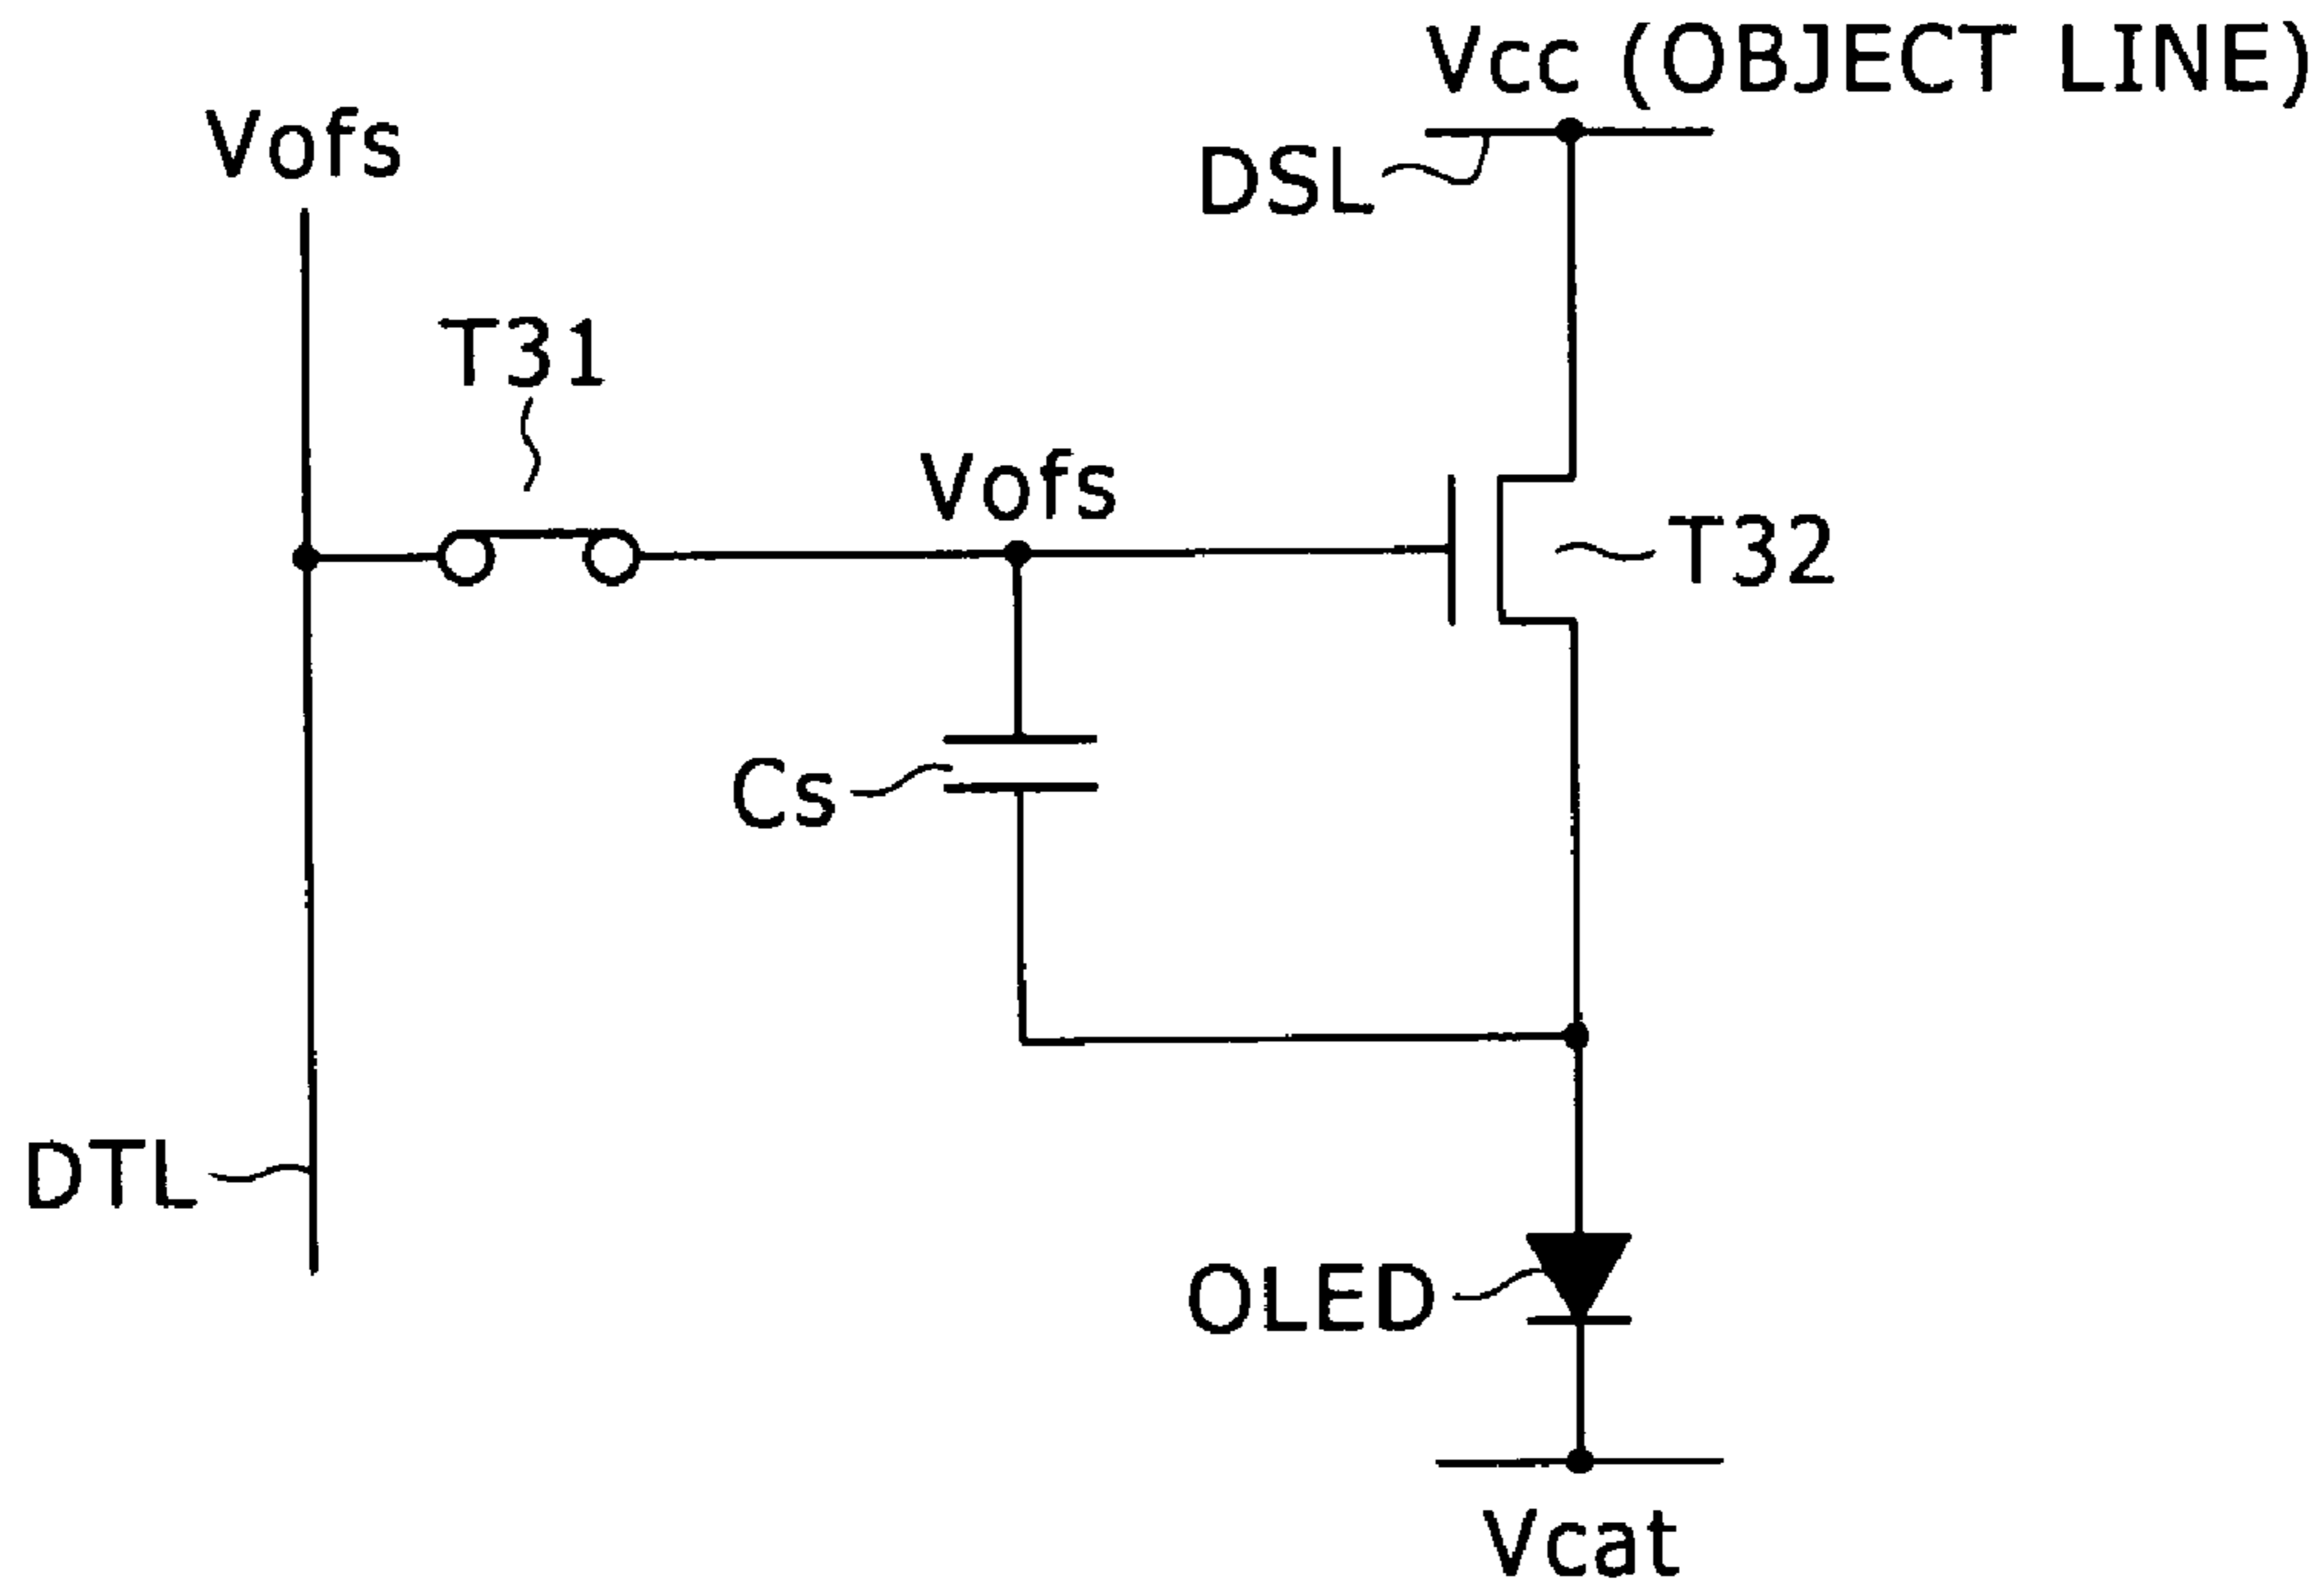 Vcc (OBJECT LINE)
Vofs
DSL
T31
Vofs
T32
Cs
DTL
OLED
Vcat